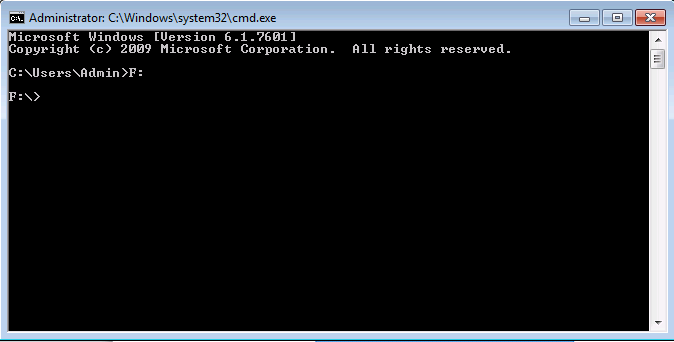 Administrator: C:\Windows\system32\cmd.exe
Microsoft Windows [Version 6.1.7601]
Copyright (c) 2009 Microsoft Corporation.  All rights reserved.
C:\Users\Admin>F:
F:\>